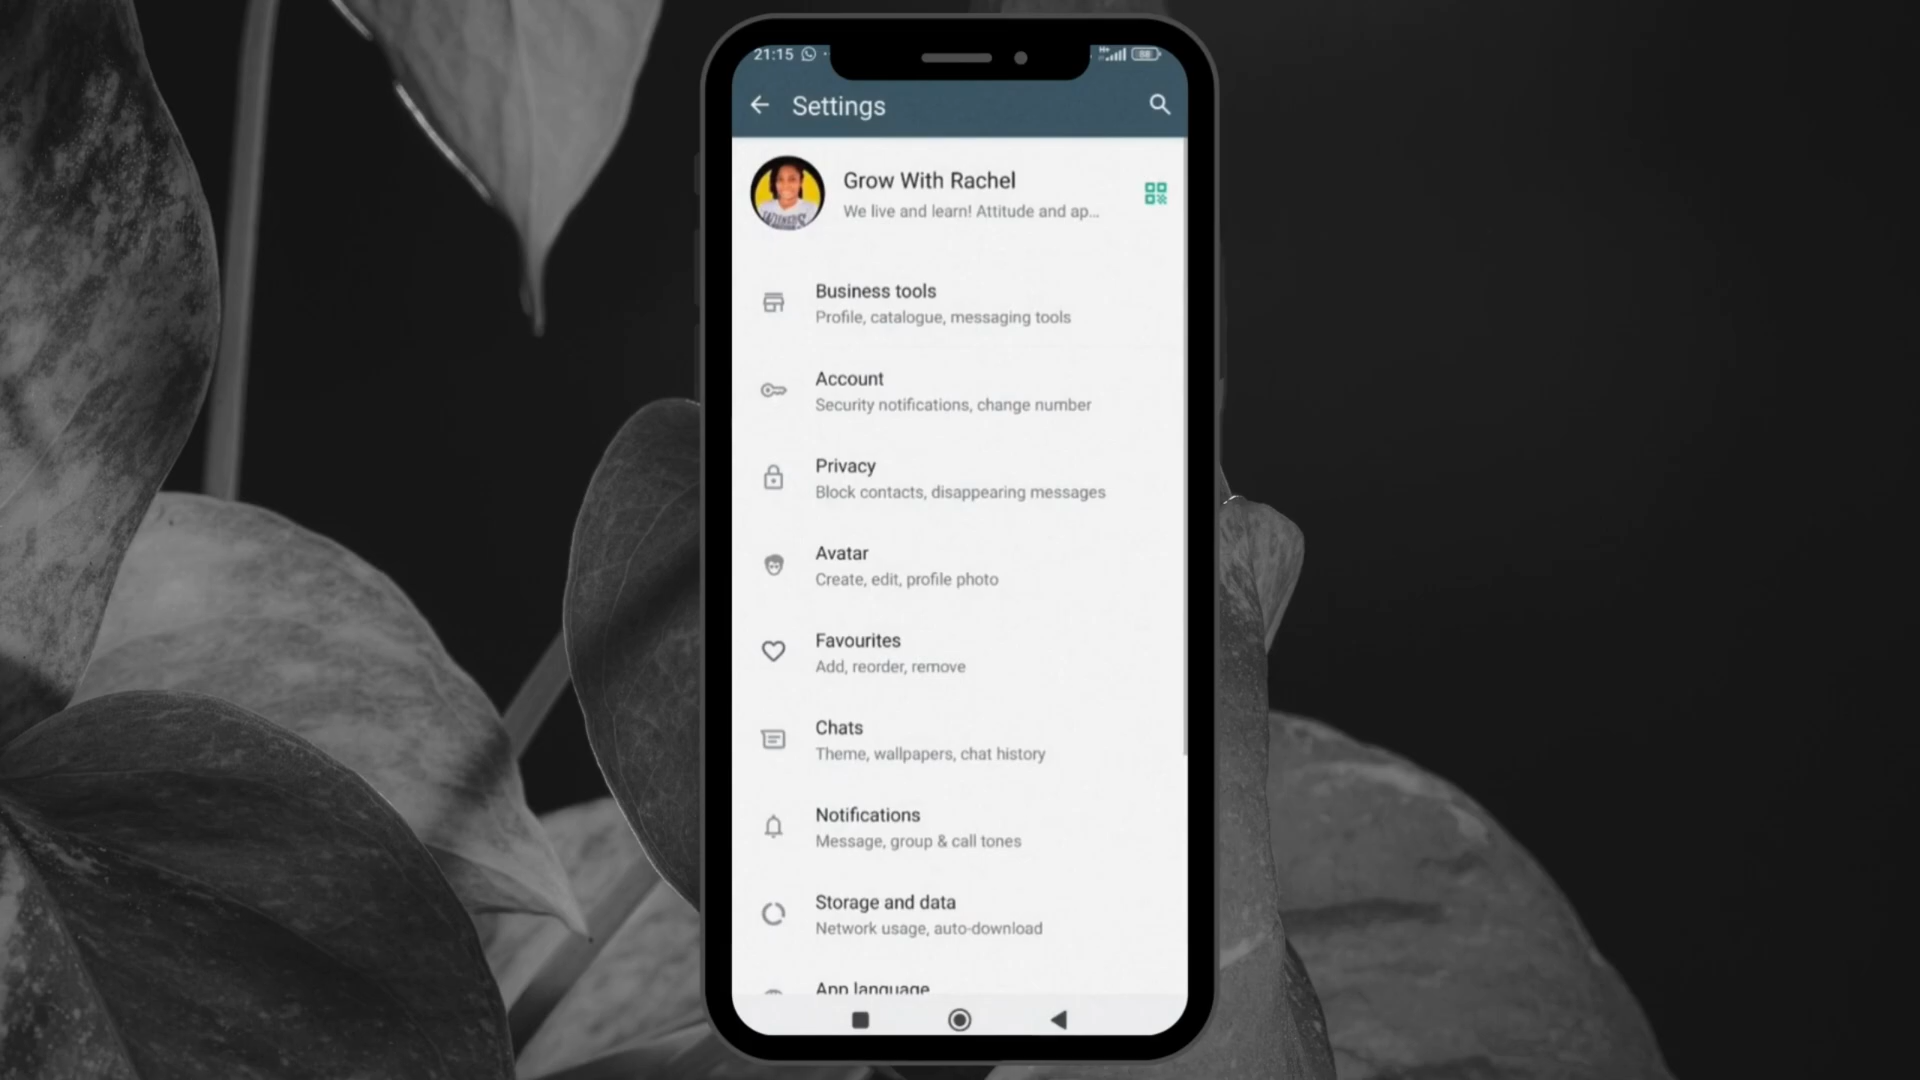 21:15
Settings
Grow With Rachel
We live and learn! Attitude and ap...
Business tools
Profile, catalogue, messaging tools
Account
Security notifications, change number
Privacy
Block contacts, disappearing messages
Avatar
Create, edit, profile photo
Favourites
Add, reorder, remove
Chats
Theme, wallpapers, chat history
Notifications
Message, group & call tones
Storage and data
Network usage, auto-download
App language